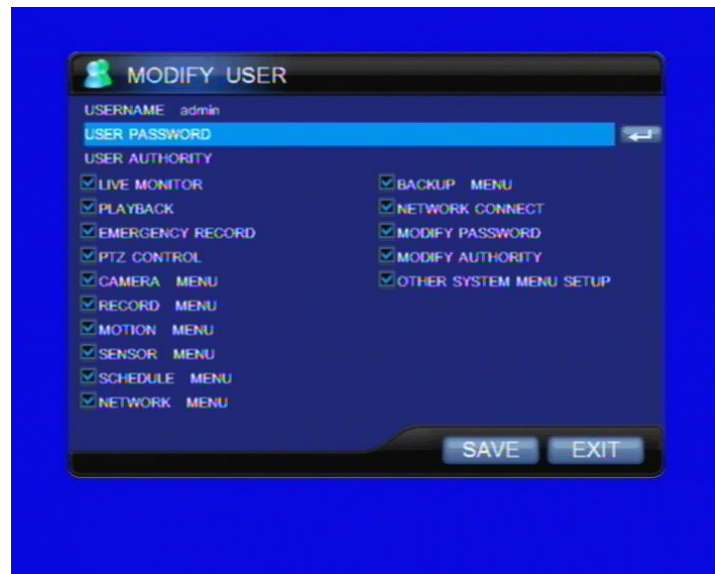 MODIFY USER
USERNAME admin
USER PASSWORD
USER AUTHORITY
LIVE MONITOR
PLAYBACK
EMERGENCY RECORD
PTZ CONTROL
CAMERA MENU
RECORD MENU
MOTION MENU
SENSOR MENU
SCHEDULE MENU
NETWORK MENU
BACKUP MENU
NETWORK CONNECT
MODIFY PASSWORD
MODIFY AUTHORITY
OTHER SYSTEM MENU SETUP
SAVE EXIT